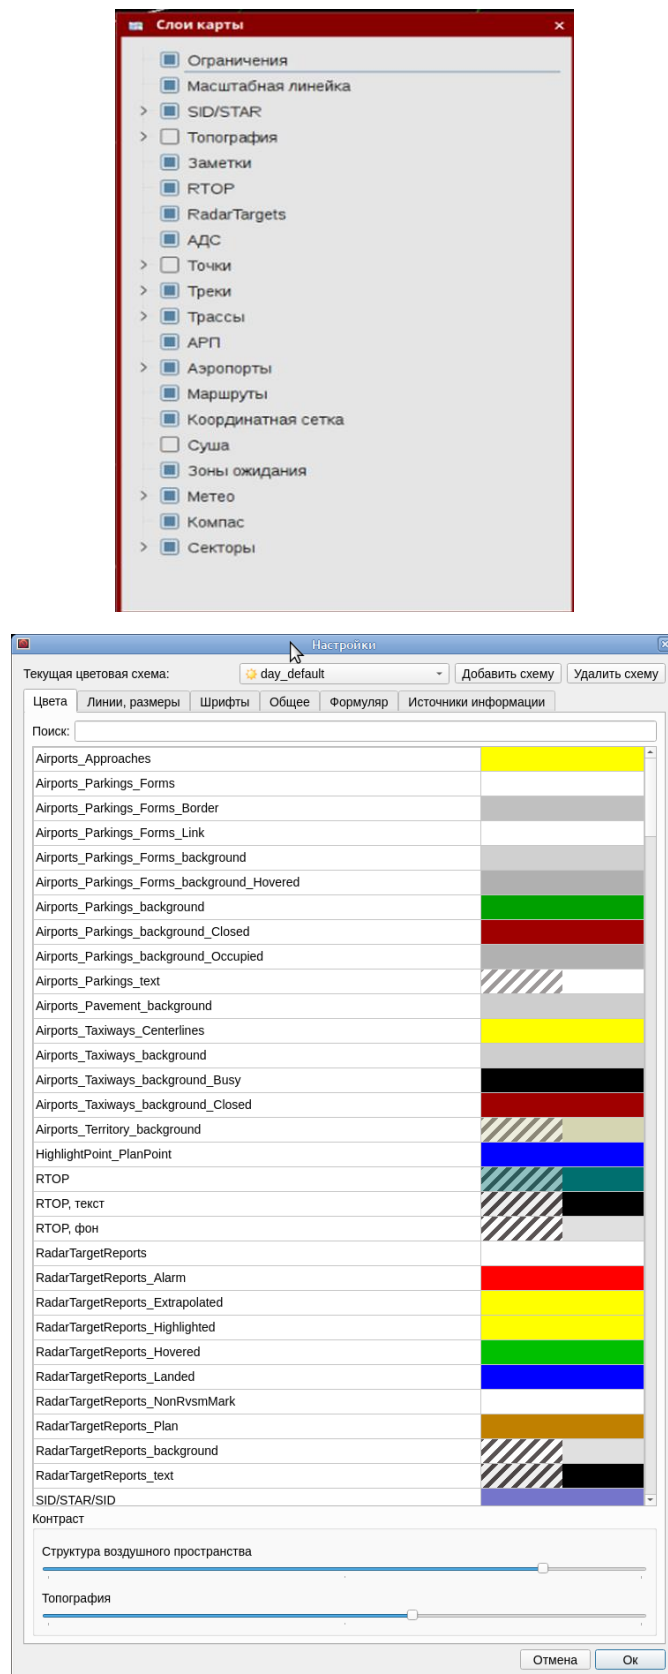 Слои карты
Ограничения
Масштабная линейка
SID/STAR
Топография
Заметки
RTOP
RadarTargets
АДС
Точки
Треки
Трассы
АРП
Аэропорты
Маршруты
Координатная сетка
Суша
Зоны ожидания
Метео
Компас
Секторы
Настройки
Текущая цветовая схема: day_default Добавить схему Удалить схему
Цвета Линии, размеры Шрифты Общее Формуляр Источники информации
Поиск:
Airports_Approaches
Airports_Parkings_Forms
Airports_Parkings_Forms_Border
Airports_Parkings_Forms_Link
Airports_Parkings_Forms_background
Airports_Parkings_Forms_background_Hovered
Airports_Parkings_background
Airports_Parkings_background_Closed
Airports_Parkings_background_Occupied
Airports_Parkings_text
Airports_Pavement_background
Airports_Taxiways_Centerlines
Airports_Taxiways_background
Airports_Taxiways_background_Busy
Airports_Taxiways_background_Closed
Airports_Territory_background
HighlightPoint_PlanPoint
RTOP
RTOP, текст
RTOP, фон
RadarTargetReports
RadarTargetReports_Alarm
RadarTargetReports_Extrapolated
RadarTargetReports_Highlighted
RadarTargetReports_Hovered
RadarTargetReports_Landed
RadarTargetReports_NonRvsmMark
RadarTargetReports_Plan
RadarTargetReports_background
RadarTargetReports_text
SID/STAR/SID
Контраст
Структура воздушного пространства
Топография
Отмена Ок